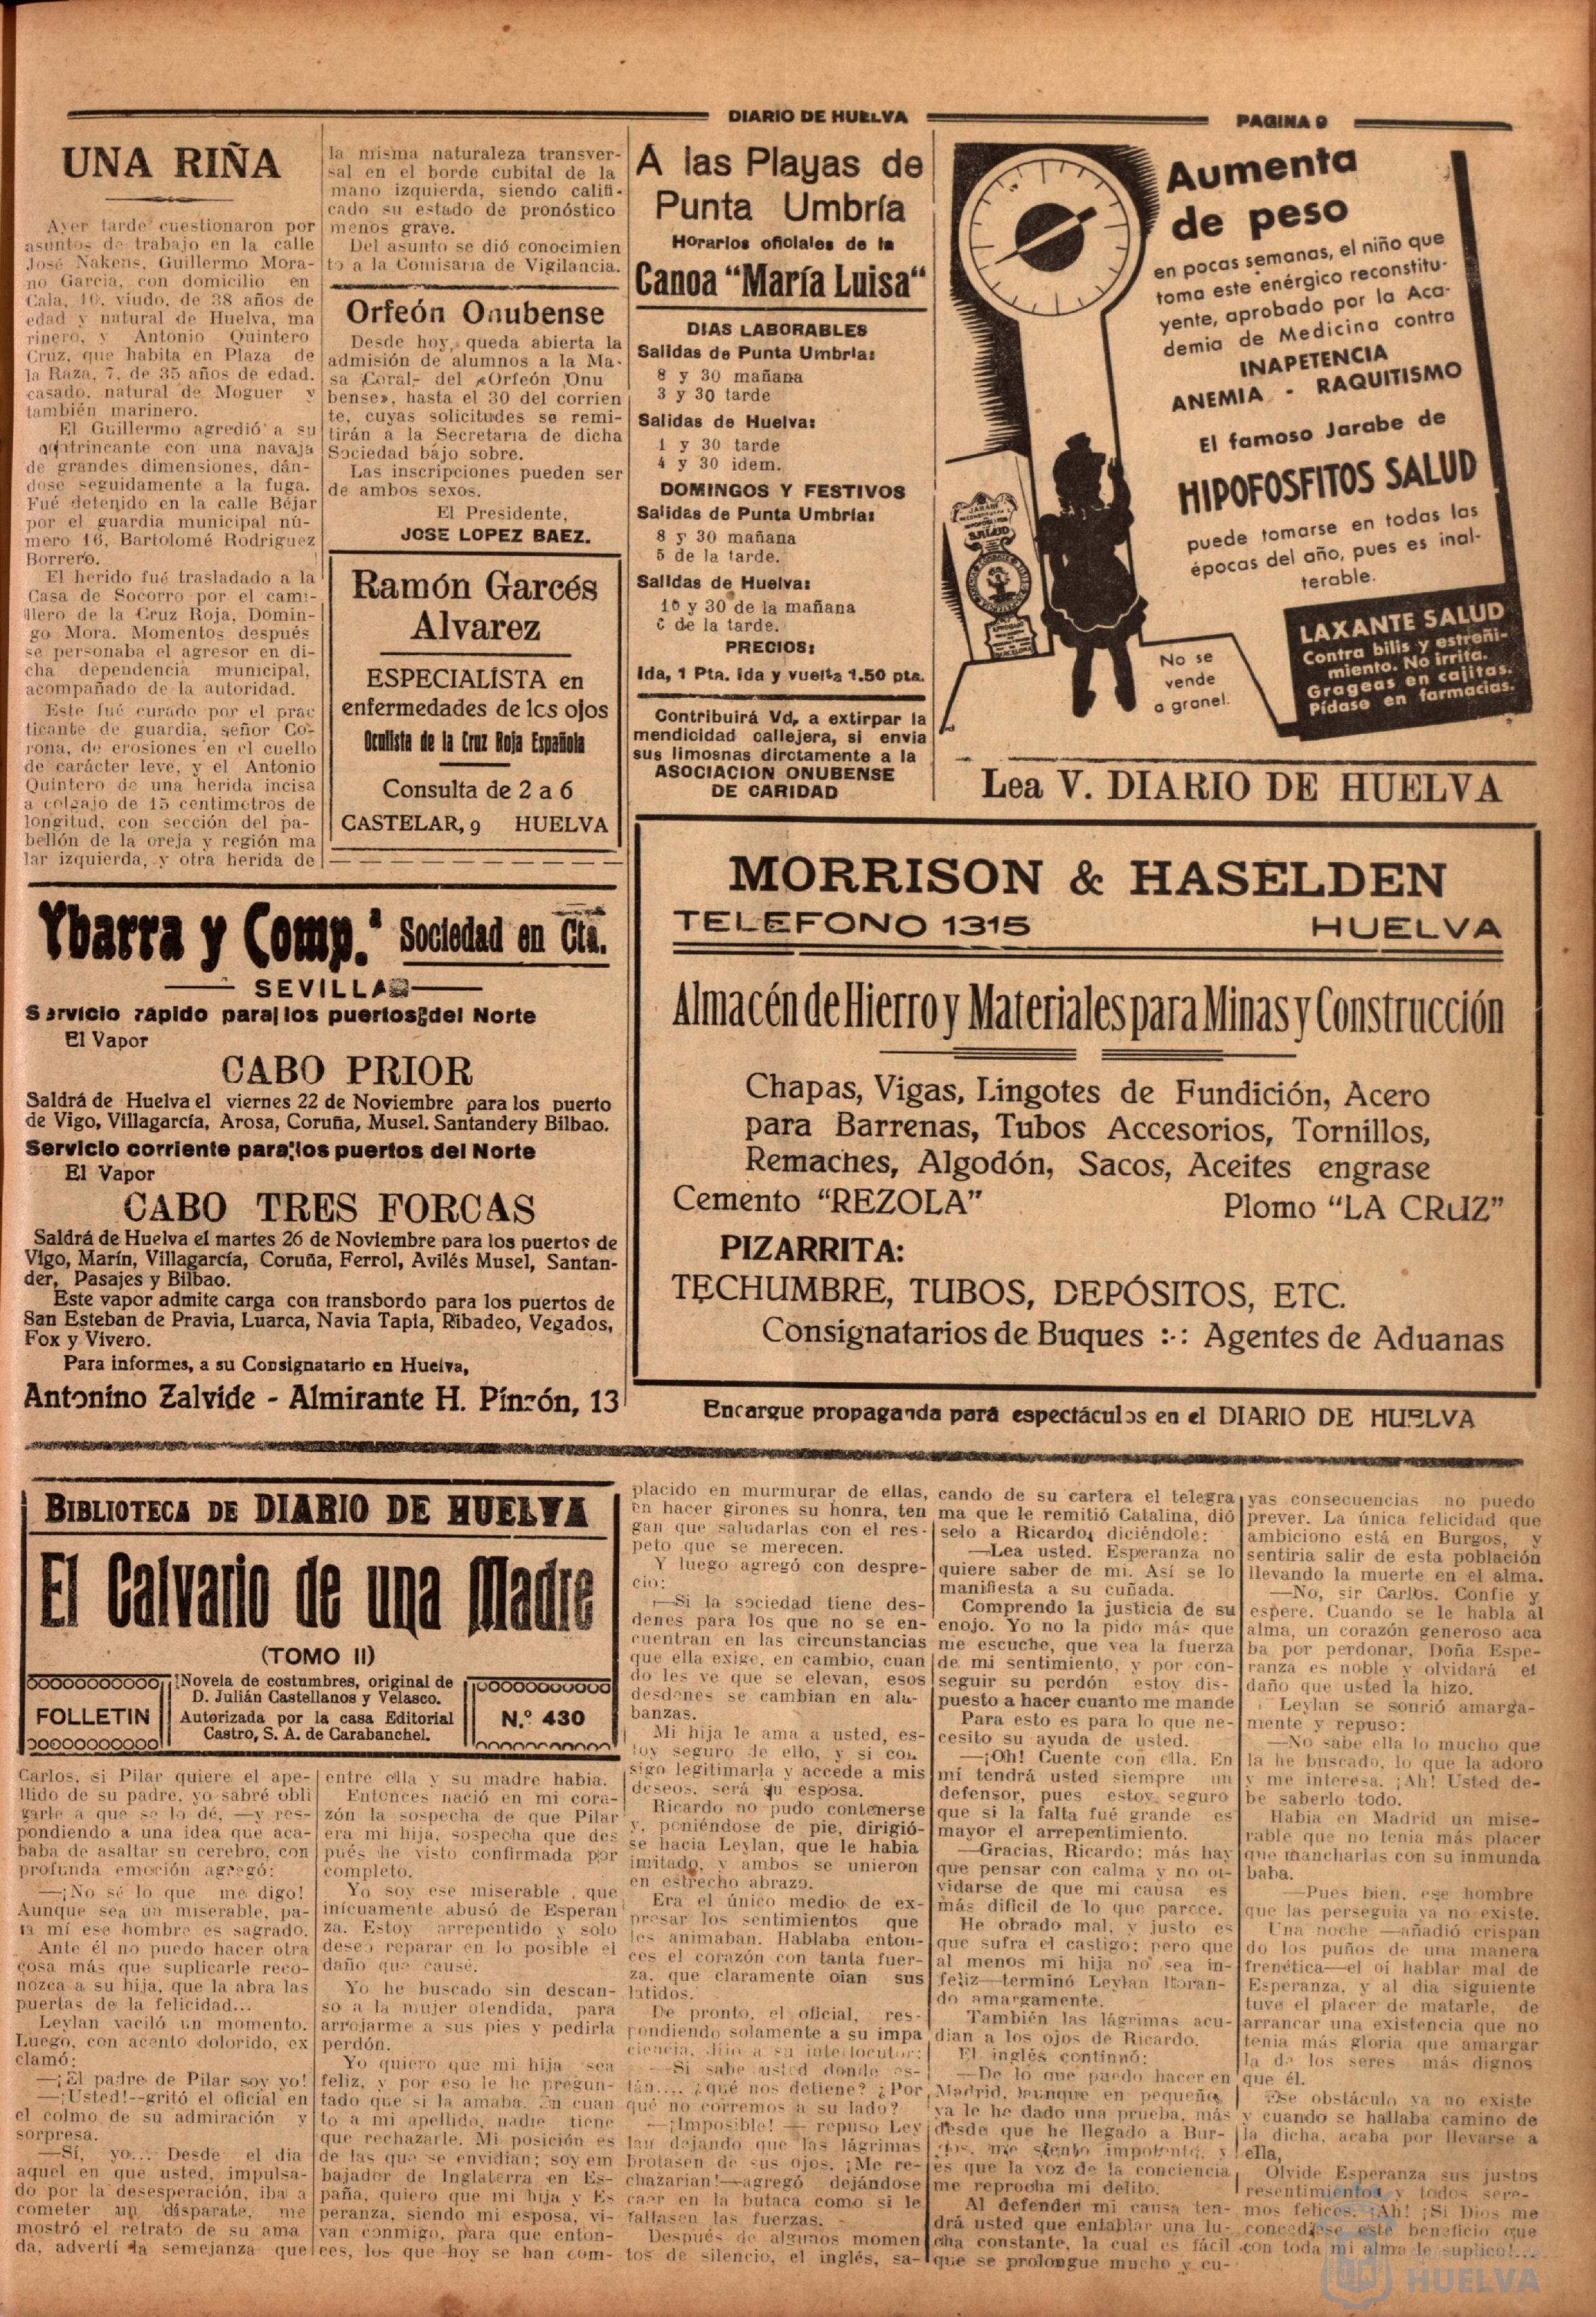 DIARIO DE HUELVA
PAGINA 9
UNA RIÑA
Ayer tarde cuestionaron por
asuntos de trabajo en la calle
José Nakens, Guillermo Mora-
no García, con domicilio en
Cala, 10, viudo, de 38 años de
edad y natural de Huelva, ma
rinero, y Antonio Quintero
Cruz, que habita en Plaza de
la Raza, 7, de 35 años de edad,
casado, natural de Moguer y
también marinero.
El Guillermo agredió a su
contrincante con una navaja
de grandes dimensiones, dán-
dose seguidamente a la fuga.
Fué detenido en la calle Béjar
por el guardia municipal nú-
mero 16, Bartolomé Rodríguez
Borrero.
El herido fué trasladado a la
Casa de Socorro por el cami-
llero de la Cruz Roja, Domin-
go Mora. Momentos después
se personaba el agresor en di-
cha dependencia municipal,
acompañado de la autoridad.
Este fué curado por el prac
ticante de guardia, señor Co-
rona, de erosiones en el cuello
de carácter leve, y el Antonio
Quintero de una herida incisa
a colgajo de 15 centímetros de
longitud, con sección del pa-
bellón de la oreja y región ma
lar izquierda, y otra herida de
la misma naturaleza transver-
sal en el borde cubital de la
mano izquierda, siendo califi-
cado su estado de pronóstico
menos grave.
Del asunto se dió conocimien
to a la Comisaría de Vigilancia.
Orfeón Onubense
Desde hoy, queda abierta la
admisión de alumnos a la Ma-
sa Coral- del «Orfeón Onu
bense», hasta el 30 del corrien
te, cuyas solicitudes se remi-
tirán a la Secretaría de dicha
Sociedad bajo sobre.
Las inscripciones pueden ser
de ambos sexos.
El Presidente,
JOSE LOPEZ BAEZ.
Ramón Garcés
Alvarez
ESPECIALÍSTA en
enfermedades de los ojos
Oculista de la Cruz Roja Española
Consulta de 2 a 6
CASTELAR, 9 HUELVA
A las Playas de
Punta Umbría
Horarios oficiales de la
Canoa "María Luisa"
DIAS LABORABLES
Salidas de Punta Umbría:
8 y 30 mañana
3 y 30 tarde
Salidas de Huelva:
1 y 30 tarde
4 y 30 idem.
DOMINGOS Y FESTIVOS
Salidas de Punta Umbría:
8 y 30 mañana
5 de la tarde.
Salidas de Huelva:
10 y 30 de la mañana
6 de la tarde.
PRECIOS:
Ida, 1 Pta. Ida y vuelta 1.50 pta.
Contribuirá Vd. a extirpar la
mendicidad callejera, si envía
sus limosnas dirctamente a la
ASOCIACION ONUBENSE
DE CARIDAD
Aumenta
de peso
en pocas semanas, el niño que
toma este enérgico reconstitu-
yente, aprobado por la Aca-
demia de Medicina contra
INAPETENCIA
ANEMIA - RAQUITISMO
El famoso Jarabe de
HIPOFOSFITOS SALUD
puede tomarse en todas las
épocas del año, pues es inal-
terable.
No se
vende
a granel.
LAXANTE SALUD
Contra bilis y estreñi-
miento. No irrita.
Grageas en cajitas.
Pídase en farmacias.
JARABE
SALUD
Lea V. DIARIO DE HUELVA
Ybarra y Comp.ª Sociedad en Cta.
SEVILLA
Servicio rápido para los puertos del Norte
El Vapor
CABO PRIOR
Saldrá de Huelva el viernes 22 de Noviembre para los puerto
de Vigo, Villagarcía, Arosa, Coruña, Musel. Santandery Bilbao.
Servicio corriente para los puertos del Norte
El Vapor
CABO TRES FORCAS
Saldrá de Huelva el martes 26 de Noviembre para los puertos de
Vigo, Marín, Villagarcía, Coruña, Ferrol, Avilés Musel, Santan-
der, Pasajes y Bilbao.
Este vapor admite carga con transbordo para los puertos de
San Esteban de Pravia, Luarca, Navia Tapia, Ribadeo, Vegados,
Fox y Vivero.
Para informes, a su Consignatario en Huelva,
Antonino Zalvide - Almirante H. Pinzón, 13
MORRISON & HASELDEN
TELEFONO 1315 HUELVA
Almacén de Hierro y Materiales para Minas y Construcción
Chapas, Vigas, Lingotes de Fundición, Acero
para Barrenas, Tubos Accesorios, Tornillos,
Remaches, Algodón, Sacos, Aceites engrase
Cemento "REZOLA" Plomo "LA CRUZ"
PIZARRITA:
TECHUMBRE, TUBOS, DEPÓSITOS, ETC.
Consignatarios de Buques :-: Agentes de Aduanas
Encargue propaganda para espectáculos en el DIARIO DE HUELVA
BIBLIOTECA DE DIARIO DE HUELVA
El Calvario de una Madre
(TOMO II)
FOLLETIN
Novela de costumbres, original de
D. Julián Castellanos y Velasco.
Autorizada por la casa Editorial
Castro, S. A. de Carabanchel.
N.º 430
Carlos, si Pilar quiere el ape-
llido de su padre, yo sabré obli
garle a que se lo dé, —y res-
pondiendo a una idea que aca-
baba de asaltar su cerebro, con
profunda emoción agregó:
—¡No sé lo que me digo!
Aunque sea un miserable, pa-
ra mí ese hombre es sagrado.
Ante él no puedo hacer otra
cosa más que suplicarle reco-
nozca a su hija, que la abra las
puertas de la felicidad...
Leylan vaciló un momento.
Luego, con acento dolorido, ex
clamó:
—¡El padre de Pilar soy yo!
—¡Usted!--gritó el oficial en
el colmo de su admiración y
sorpresa.
—Sí, yo... Desde el día
aquel en que usted, impulsa-
do por la desesperación, iba a
cometer un disparate, me
mostró el retrato de su ama
da, advertí la semejanza que
entre ella y su madre había.
Entonces nació en mi cora-
zón la sospecha de que Pilar
era mi hija, sospecha que des
pués he visto confirmada por
completo.
Yo soy ese miserable , que
inícuamente abusó de Esperan
za. Estoy arrepentido y solo
deseo reparar en lo posible el
daño que causé.
Yo he buscado sin descan-
so a la mujer ofendida, para
arrojarme a sus pies y pedirla
perdón.
Yo quiero que mi hija sea
feliz, y por eso le he pregun-
tado que si la amaba. En cuan
to a mi apellido, nadie tiene
que rechazarle. Mi posición es
de las que se envidian; soy em
bajador de Inglaterra en Es-
paña, quiero que mi hija y Es
peranza, siendo mi esposa, vi-
van conmigo, para que enton-
ces, los que hoy se han com-
placido en murmurar de ellas,
en hacer girones su honra, ten
gan que saludarlas con el res-
peto que se merecen.
Y luego agregó con despre-
cio:
—Si la sociedad tiene des-
denes para los que no se en-
cuentran en las circunstancias
que ella exige, en cambio, cuan
do les ve que se elevan, esos
desdenes se cambian en ala-
banzas.
Mi hija le ama a usted, es-
toy seguro de ello, y si con
sigo legitimarla y accede a mis
deseos, será su esposa.
Ricardo no pudo contenerse
y, poniéndose de pie, dirigió-
se hacia Leylan, que le había
imitado, y ambos se unieron
en estrecho abrazo.
Era el único medio de ex-
presar los sentimientos que
les animaban. Hablaba enton-
ces el corazón con tanta fuer-
za, que claramente oían sus
latidos.
De pronto, el oficial, res-
pondiendo solamente a su impa
ciencia, dijo a su interlocutor:
—Si sabe usted donde es-
tán.... ¿qué nos detiene? ¿Por
qué no corremos a su lado?
—¡Imposible! — repuso Ley
lan dejando que las lágrimas
brotasen de sus ojos. ¡Me re-
chazarían!—agregó dejándose
caer en la butaca como si le
faltasen las fuerzas.
Después de algunos momen
tos de silencio, el inglés, sa-
cando de su cartera el telegra
ma que le remitió Catalina, dió
selo a Ricardo, diciéndole:
—Lea usted. Esperanza no
quiere saber de mí. Así se lo
manifiesta a su cuñada.
Comprendo la justicia de su
enojo. Yo no la pido más que
me escuche, que vea la fuerza
de mi sentimiento, y por con-
seguir su perdón estoy dis-
puesto a hacer cuanto me mande
Para esto es para lo que ne-
cesito su ayuda de usted.
—¡Oh! Cuente con ella. En
mí tendrá usted siempre un
defensor, pues estoy seguro
que si la falta fué grande es
mayor el arrepentimiento.
—Gracias, Ricardo; más hay
que pensar con calma y no ol-
vidarse de que mi causa es
más difícil de lo que parece.
He obrado mal, y justo es
que sufra el castigo; pero que
al menos mi hija no sea in-
feliz—terminó Leylan lloran-
do amargamente.
También las lágrimas acu-
dían a los ojos de Ricardo.
El inglés continuó:
—De lo que puedo hacer en
Madrid, aunque en pequeño,
ya le he dado una prueba, más
desde que he llegado a Bur-
gos, me siento impotente, y
es que la voz de la conciencia
me reprocha mi delito.
Al defender mi causa ten-
drá usted que entablar una lu-
cha constante, la cual es fácil
que se prolongue mucho y cu-
yas consecuencias no puedo
prever. La única felicidad que
ambiciono está en Burgos, y
sentiría salir de esta población
llevando la muerte en el alma.
—No, sir Carlos. Confíe y
espere. Cuando se le habla al
alma, un corazón generoso aca
ba por perdonar. Doña Espe-
ranza es noble y olvidará el
daño que usted la hizo.
Leylan se sonrió amarga-
mente y repuso:
—No sabe ella lo mucho que
la he buscado, lo que la adoro
y me interesa. ¡Ah! Usted de-
be saberlo todo.
Había en Madrid un mise-
rable que no tenía más placer
que mancharlas con su inmunda
baba.
—Pues bien, ese hombre
que las perseguía ya no existe.
Una noche —añadió crispan
do los puños de una manera
frenética—el oí hablar mal de
Esperanza, y al día siguiente
tuve el placer de matarle, de
arrancar una existencia que no
tenía más gloria que amargar
la de los seres más dignos
que él.
Ese obstáculo ya no existe
y cuando se hallaba camino de
la dicha, acaba por llevarse a
ella,
Olvide Esperanza sus justos
resentimientos y todos sere-
mos felices. ¡Ah! ¡Si Dios me
concediese este beneficio que
con toda mi alma le suplico!...
HUELVA